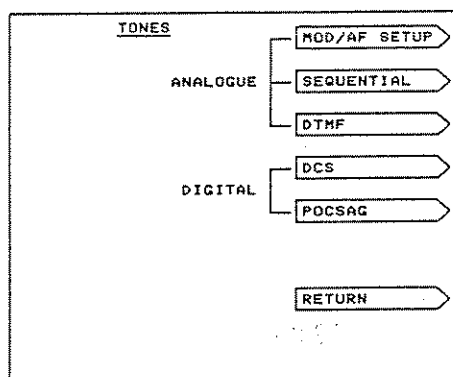 TONES
MOD/AF SETUP
ANALOGUE
SEQUENTIAL
DTMF
DCS
DIGITAL
POCSAG
RETURN